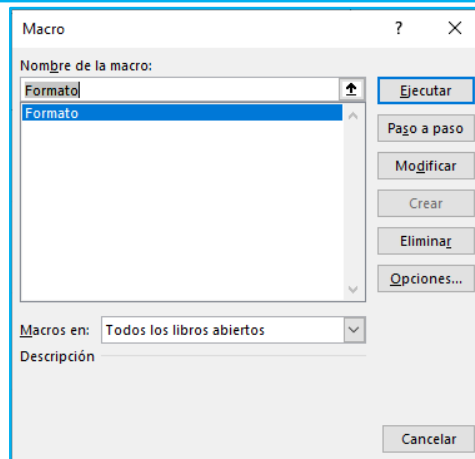 Macro
Nombre de la macro:
Formato
Formato
Ejecutar
Paso a paso
Modificar
Crear
Eliminar
Opciones...
Macros en: Todos los libros abiertos
Descripción
Cancelar